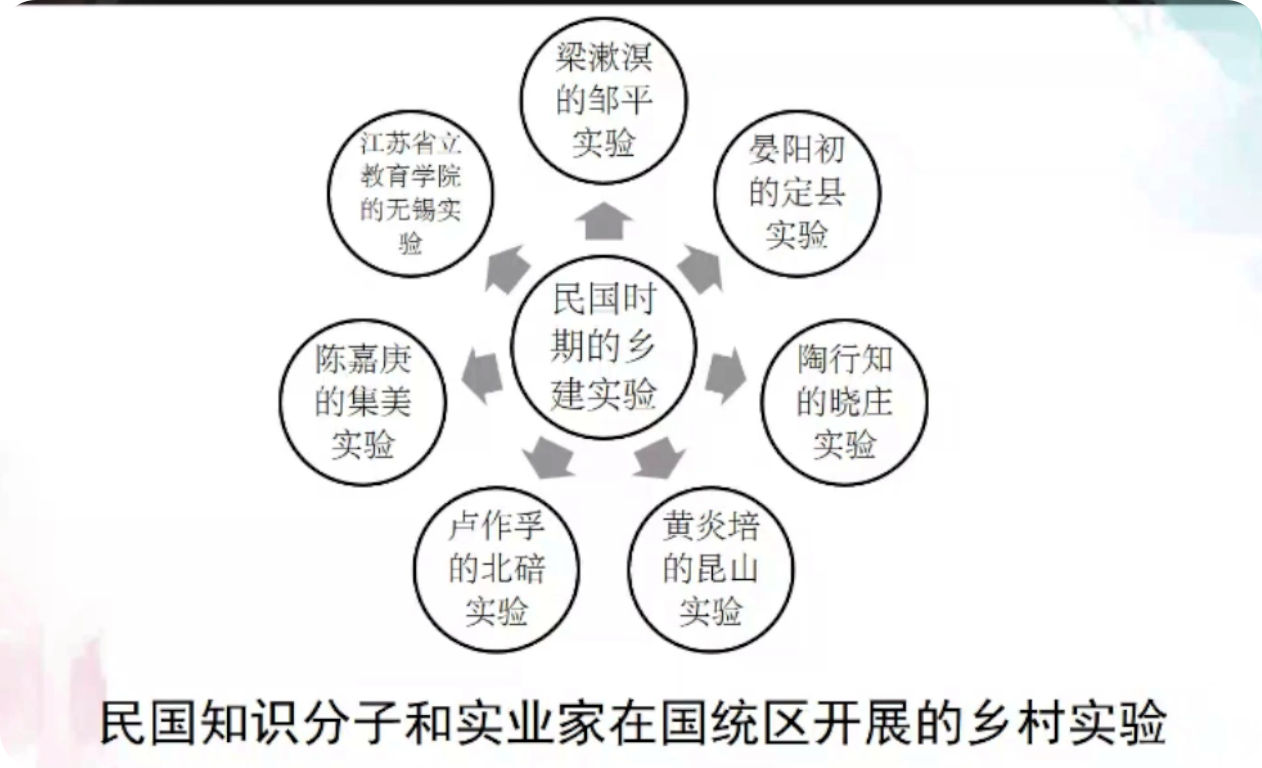 梁漱溟
的邹平
实验
晏阳初
的定县
实验
陶行知
的晓庄
实验
黄炎培
的昆山
实验
卢作孚
的北碚
实验
陈嘉庚
的集美
实验
江苏省立
教育学院
的无锡实
验
民国时
期的乡
建实验
民国知识分子和实业家在国统区开展的乡村实验